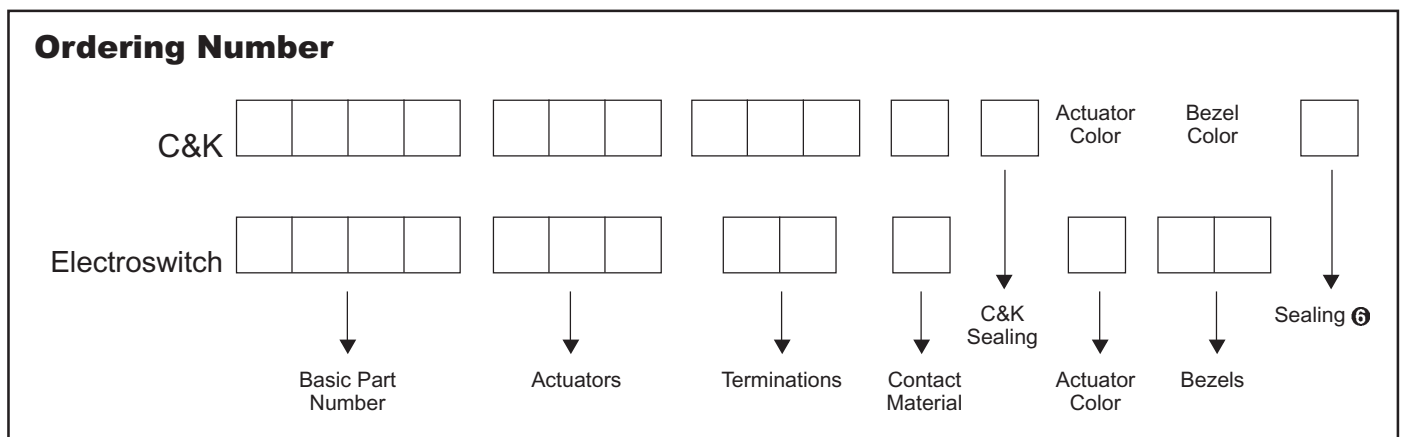 Ordering Number
C&K
Actuator
Color
Bezel
Color
Electroswitch
C&K
Sealing
Sealing ❻
Basic Part
Number
Actuators
Terminations
Contact
Material
Actuator
Color
Bezels